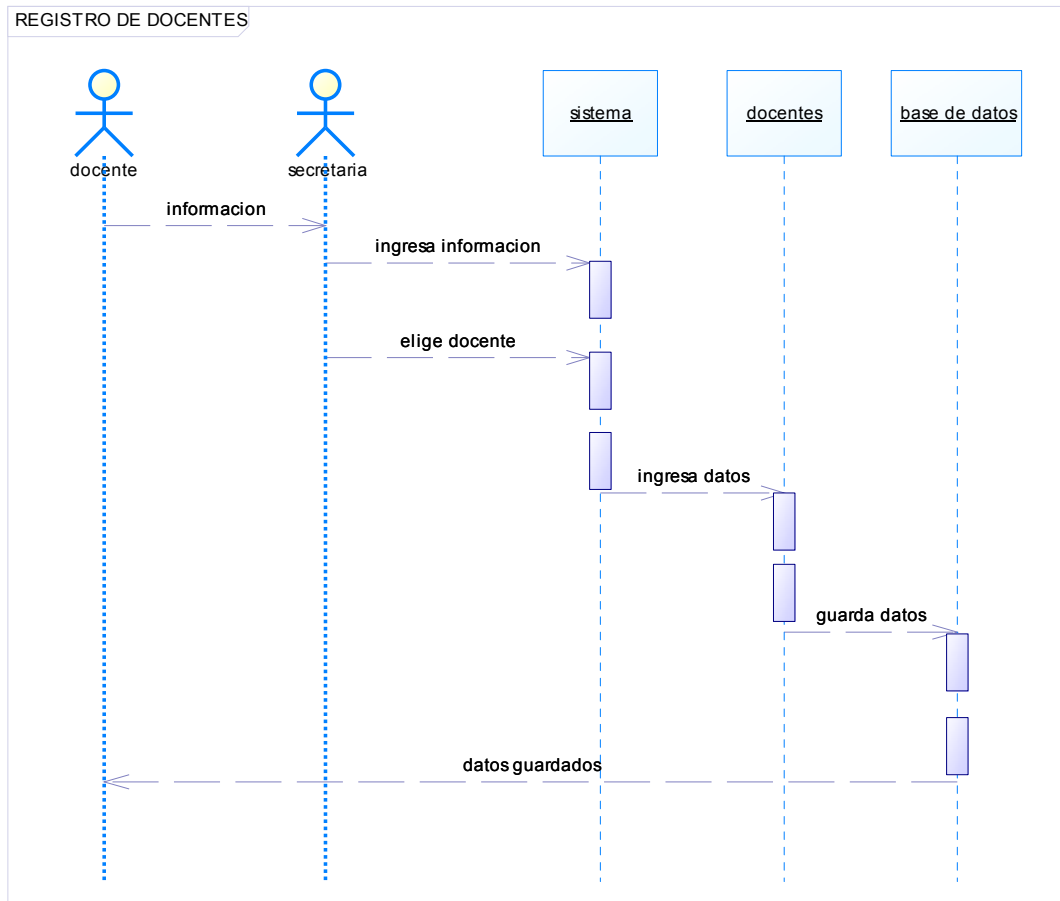 REGISTRO DE DOCENTES
docente
secretaria
sistema
docentes
base de datos
informacion
ingresa informacion
elige docente
ingresa datos
guarda datos
datos guardados